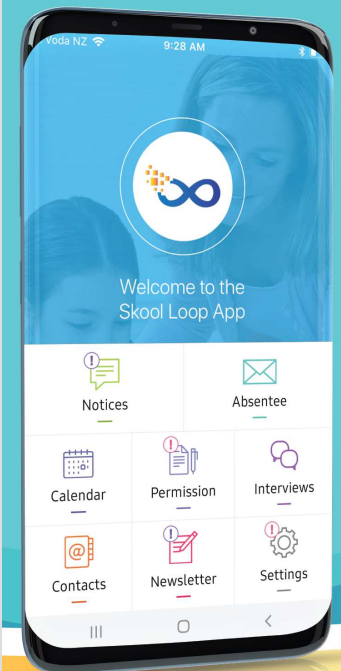 Voda NZ 9:28 AM
Welcome to the
Skool Loop App
Notices
Absentee
Calendar
Permission
Interviews
Contacts
Newsletter
Settings